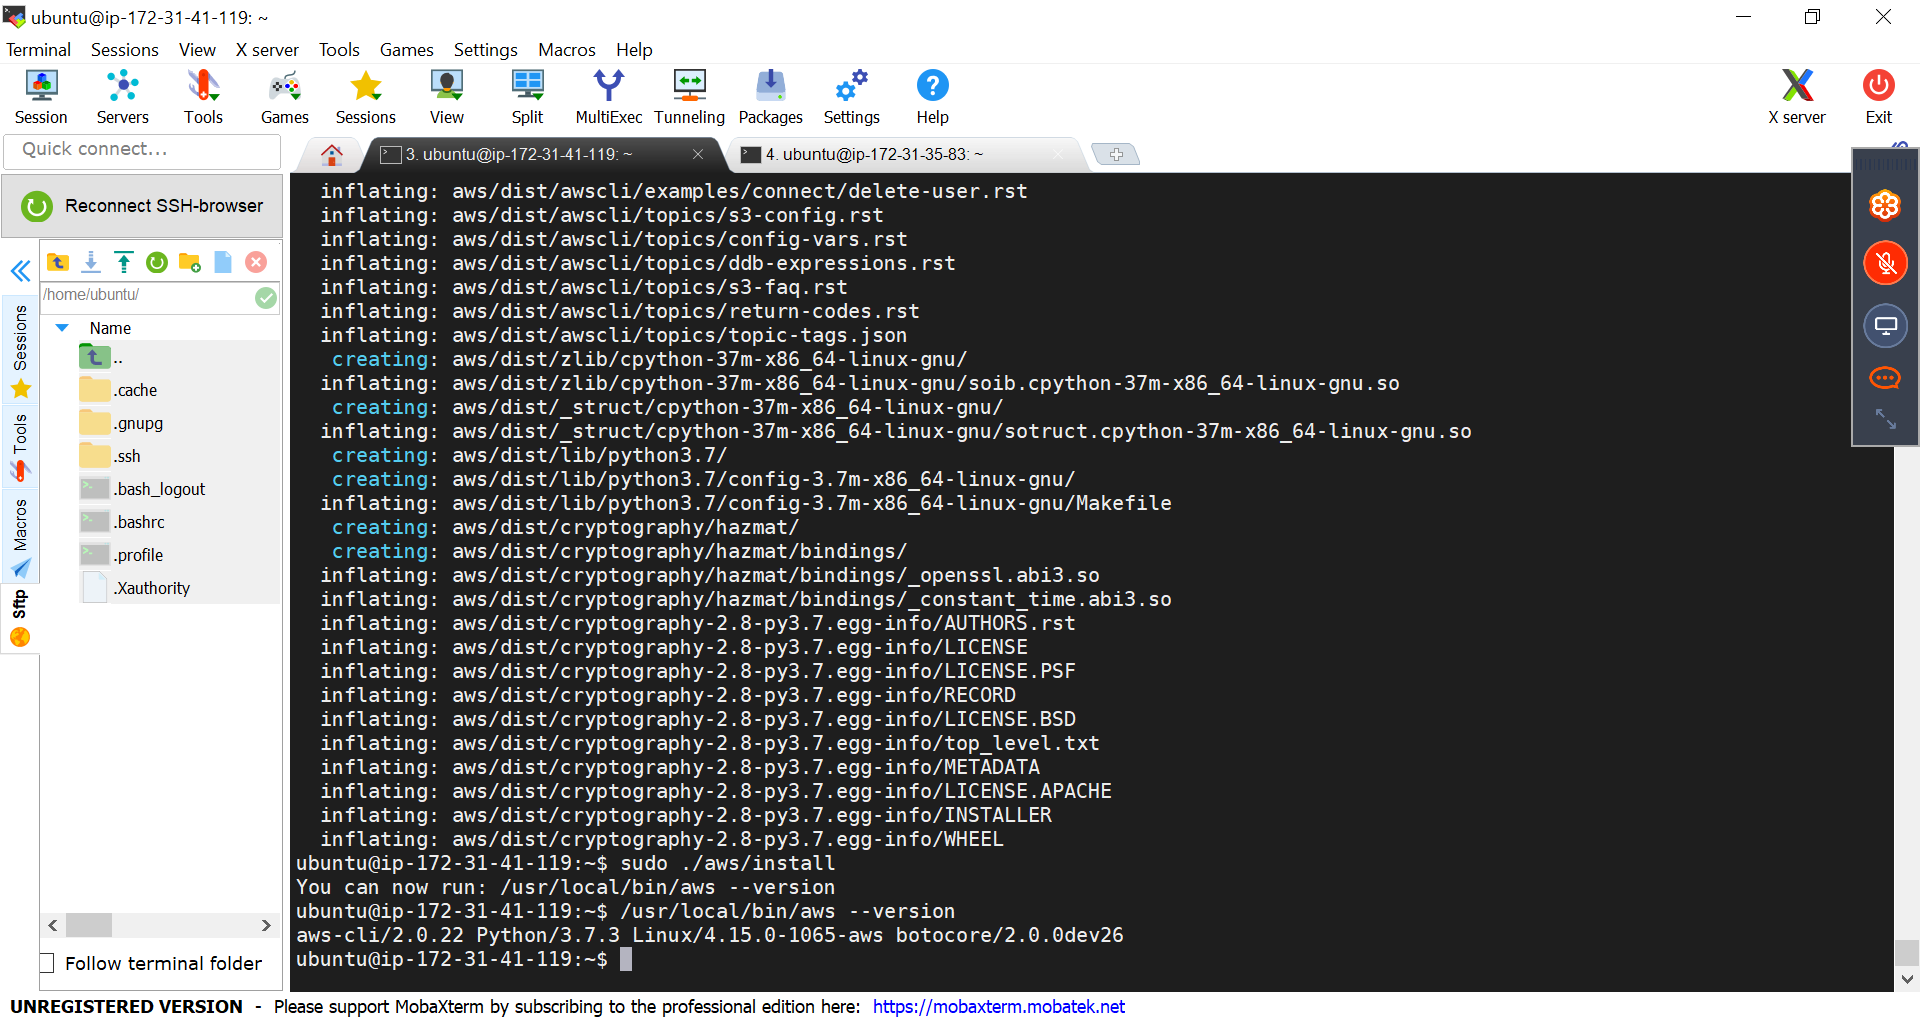 ubuntu@ip-172-31-41-119: ~
Terminal Sessions View X server Tools Games Settings Macros Help
Session Servers Tools Games Sessions View Split MultiExec Tunneling Packages Settings Help X server Exit
Quick connect...
3. ubuntu@ip-172-31-41-119: ~
4. ubuntu@ip-172-31-35-83: ~
Reconnect SSH-browser
/home/ubuntu/
Name
..
.cache
.gnupg
.ssh
.bash_logout
.bashrc
.profile
.Xauthority
Sessions
Tools
Macros
Sftp
Follow terminal folder
inflating: aws/dist/awscli/examples/connect/delete-user.rst
inflating: aws/dist/awscli/topics/s3-config.rst
inflating: aws/dist/awscli/topics/config-vars.rst
inflating: aws/dist/awscli/topics/ddb-expressions.rst
inflating: aws/dist/awscli/topics/s3-faq.rst
inflating: aws/dist/awscli/topics/return-codes.rst
inflating: aws/dist/awscli/topics/topic-tags.json
creating: aws/dist/zlib/cpython-37m-x86_64-linux-gnu/
inflating: aws/dist/zlib/cpython-37m-x86_64-linux-gnu/soib.cpython-37m-x86_64-linux-gnu.so
creating: aws/dist/_struct/cpython-37m-x86_64-linux-gnu/
inflating: aws/dist/_struct/cpython-37m-x86_64-linux-gnu/sotruct.cpython-37m-x86_64-linux-gnu.so
creating: aws/dist/lib/python3.7/
creating: aws/dist/lib/python3.7/config-3.7m-x86_64-linux-gnu/
inflating: aws/dist/lib/python3.7/config-3.7m-x86_64-linux-gnu/Makefile
creating: aws/dist/cryptography/hazmat/
creating: aws/dist/cryptography/hazmat/bindings/
inflating: aws/dist/cryptography/hazmat/bindings/_openssl.abi3.so
inflating: aws/dist/cryptography/hazmat/bindings/_constant_time.abi3.so
inflating: aws/dist/cryptography-2.8-py3.7.egg-info/AUTHORS.rst
inflating: aws/dist/cryptography-2.8-py3.7.egg-info/LICENSE
inflating: aws/dist/cryptography-2.8-py3.7.egg-info/LICENSE.PSF
inflating: aws/dist/cryptography-2.8-py3.7.egg-info/RECORD
inflating: aws/dist/cryptography-2.8-py3.7.egg-info/LICENSE.BSD
inflating: aws/dist/cryptography-2.8-py3.7.egg-info/top_level.txt
inflating: aws/dist/cryptography-2.8-py3.7.egg-info/METADATA
inflating: aws/dist/cryptography-2.8-py3.7.egg-info/LICENSE.APACHE
inflating: aws/dist/cryptography-2.8-py3.7.egg-info/INSTALLER
inflating: aws/dist/cryptography-2.8-py3.7.egg-info/WHEEL
ubuntu@ip-172-31-41-119:~$ sudo ./aws/install
You can now run: /usr/local/bin/aws --version
ubuntu@ip-172-31-41-119:~$ /usr/local/bin/aws --version
aws-cli/2.0.22 Python/3.7.3 Linux/4.15.0-1065-aws botocore/2.0.0dev26
ubuntu@ip-172-31-41-119:~$
UNREGISTERED VERSION - Please support MobaXterm by subscribing to the professional edition here: https://mobaxterm.mobatek.net